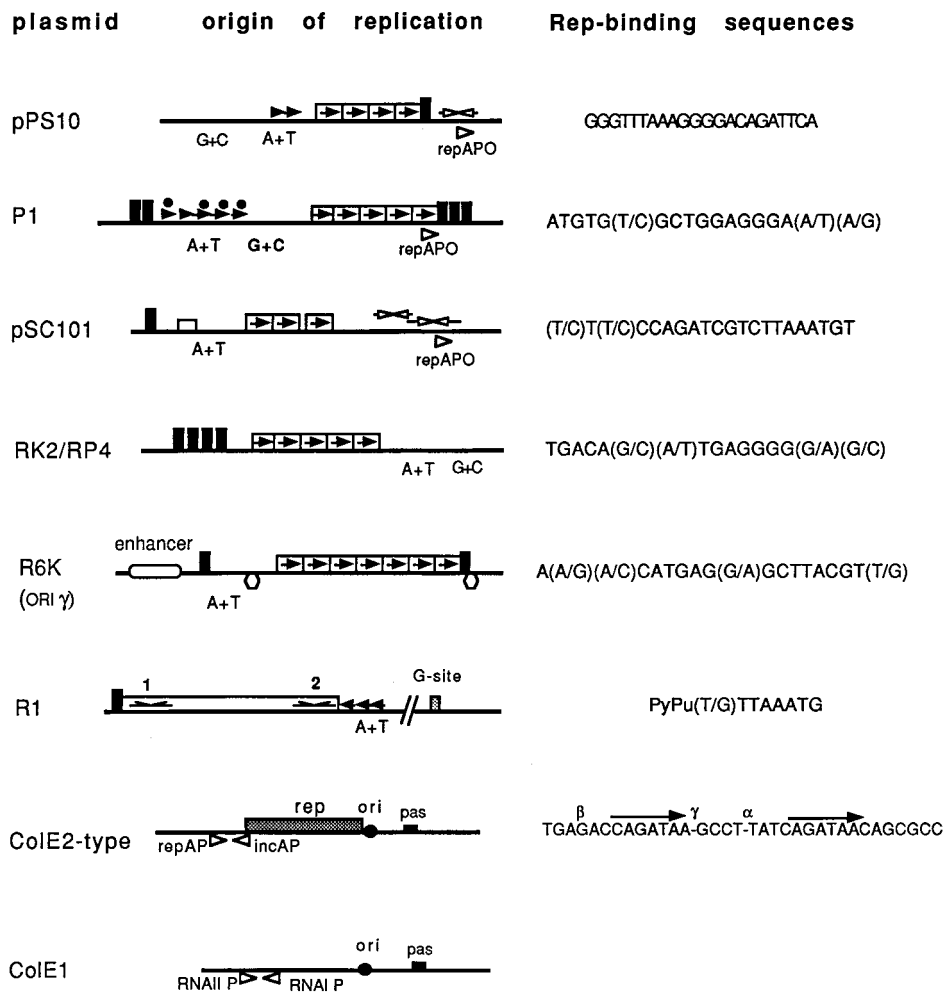 plasmid origin of replication Rep-binding sequences
pPS10 G+C A+T repAPO GGGTTTAAAGGGGACAGATTCA
P1 A+T G+C repAPO ATGTG(T/C)GCTGGAGGGA(A/T)(A/G)
pSC101 A+T repAPO (T/C)T(T/C)CCAGATCGTCTTAAATGT
RK2/RP4 A+T G+C TGACA(G/C)(A/T)TGAGGGG(G/A)(G/C)
enhancer
R6K A(A/G)(A/C)CATGAG(G/A)GCTTACGT(T/G)
(ORI γ) A+T
1 2 G-site
R1 A+T PyPu(T/G)TTAAATG
rep ori pas β γ α
ColE2-type repAP incAP TGAGACCAGATAA-GCCT-TATCAGATAACAGCGCC
ori pas
ColE1 RNAII P RNAI P